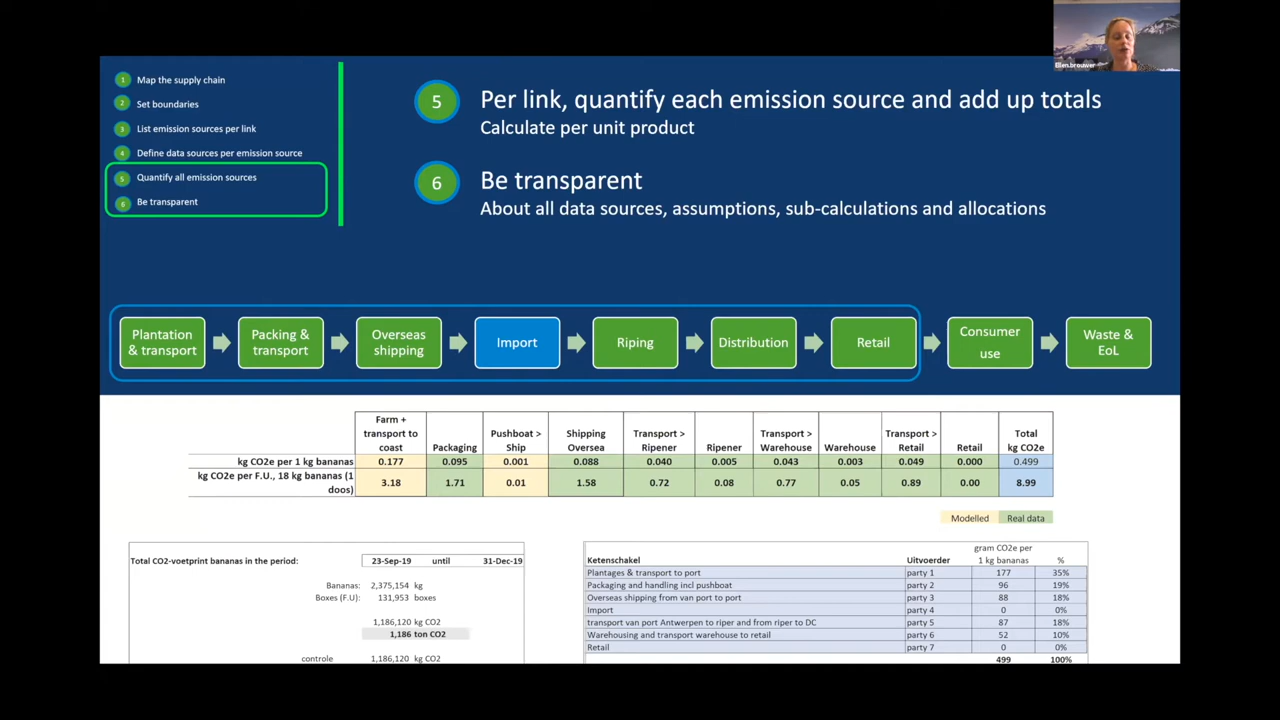 Ellen.brouwer
1 Map the supply chain
2 Set boundaries
3 List emission sources per link
4 Define data sources per emission source
5 Quantify all emission sources
6 Be transparent
5 Per link, quantify each emission source and add up totals
Calculate per unit product
6 Be transparent
About all data sources, assumptions, sub-calculations and allocations
Plantation & transport
Packing & transport
Overseas shipping
Import
Riping
Distribution
Retail
Consumer use
Waste & EoL
Farm + transport to coast Packaging Pushboat > Ship Shipping Oversea Transport > Ripener Ripener Transport > Warehouse Warehouse Transport > Retail Retail Total kg CO2e
kg CO2e per 1 kg bananas 0.177 0.095 0.001 0.088 0.040 0.005 0.043 0.003 0.049 0.000 0.499
kg CO2e per F.U., 18 kg bananas (1 doos) 3.18 1.71 0.01 1.58 0.72 0.08 0.77 0.05 0.89 0.00 8.99
Modelled Real data
Total CO2-voetprint bananas in the period: 23-Sep-19 until 31-Dec-19
Bananas: 2,375,154 kg
Boxes (F.U): 131,953 boxes
1,186,120 kg CO2
1,186 ton CO2
controle 1,186,120 kg CO2
Ketenschakel Uitvoerder gram CO2e per 1 kg bananas %
Plantages & transport to port party 1 177 35%
Packaging and handling incl pushboat party 2 96 19%
Overseas shipping from van port to port party 3 88 18%
Import party 4 0 0%
transport van port Antwerpen to riper and from riper to DC party 5 87 18%
Warehousing and transport warehouse to retail party 6 52 10%
Retail party 7 0 0%
499 100%